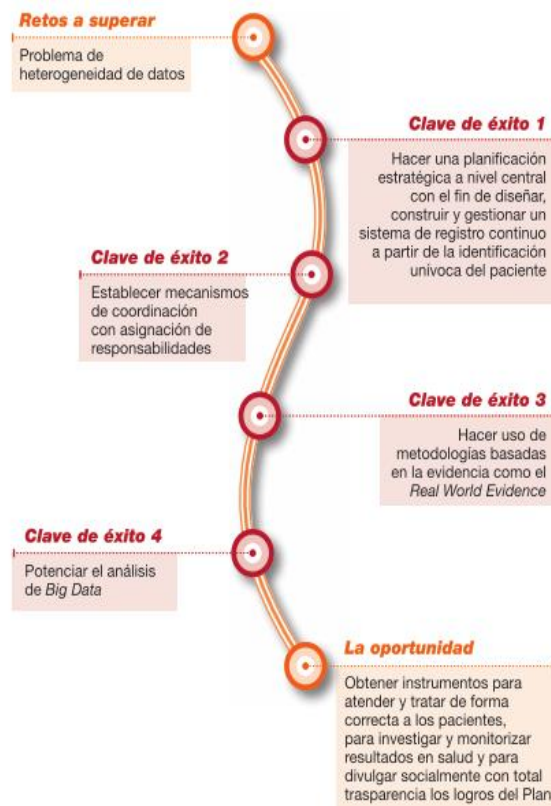 Retos a superar
Problema de
heterogeneidad de datos
Clave de éxito 1
Hacer una planificación
estratégica a nivel central
con el fin de diseñar,
construir y gestionar un
sistema de registro continuo
a partir de la identificación
unívoca del paciente
Clave de éxito 2
Establecer mecanismos
de coordinación
con asignación de
responsabilidades
Clave de éxito 3
Hacer uso de
metodologías basadas
en la evidencia como el
Real World Evidence
Clave de éxito 4
Potenciar el análisis
de Big Data
La oportunidad
Obtener instrumentos para
atender y tratar de forma
correcta a los pacientes,
para investigar y monitorizar
resultados en salud y para
divulgar socialmente con total
trasparencia los logros del Plan